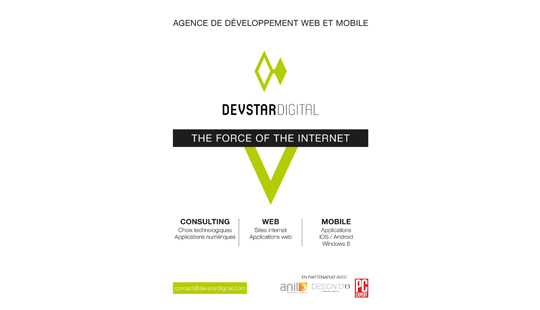 AGENCE DE DÉVELOPPEMENT WEB ET MOBILE
DEVSTARDIGITAL
THE FORCE OF THE INTERNET
CONSULTING
Choix technologiques
Applications numériques
WEB
Sites internet
Applications web
MOBILE
Applications
IOS / Android
Windows 8
contact@devstardigital.com
EN PARTENARIAT AVEC
anil
DESIGN D'O
PC
EXPERT